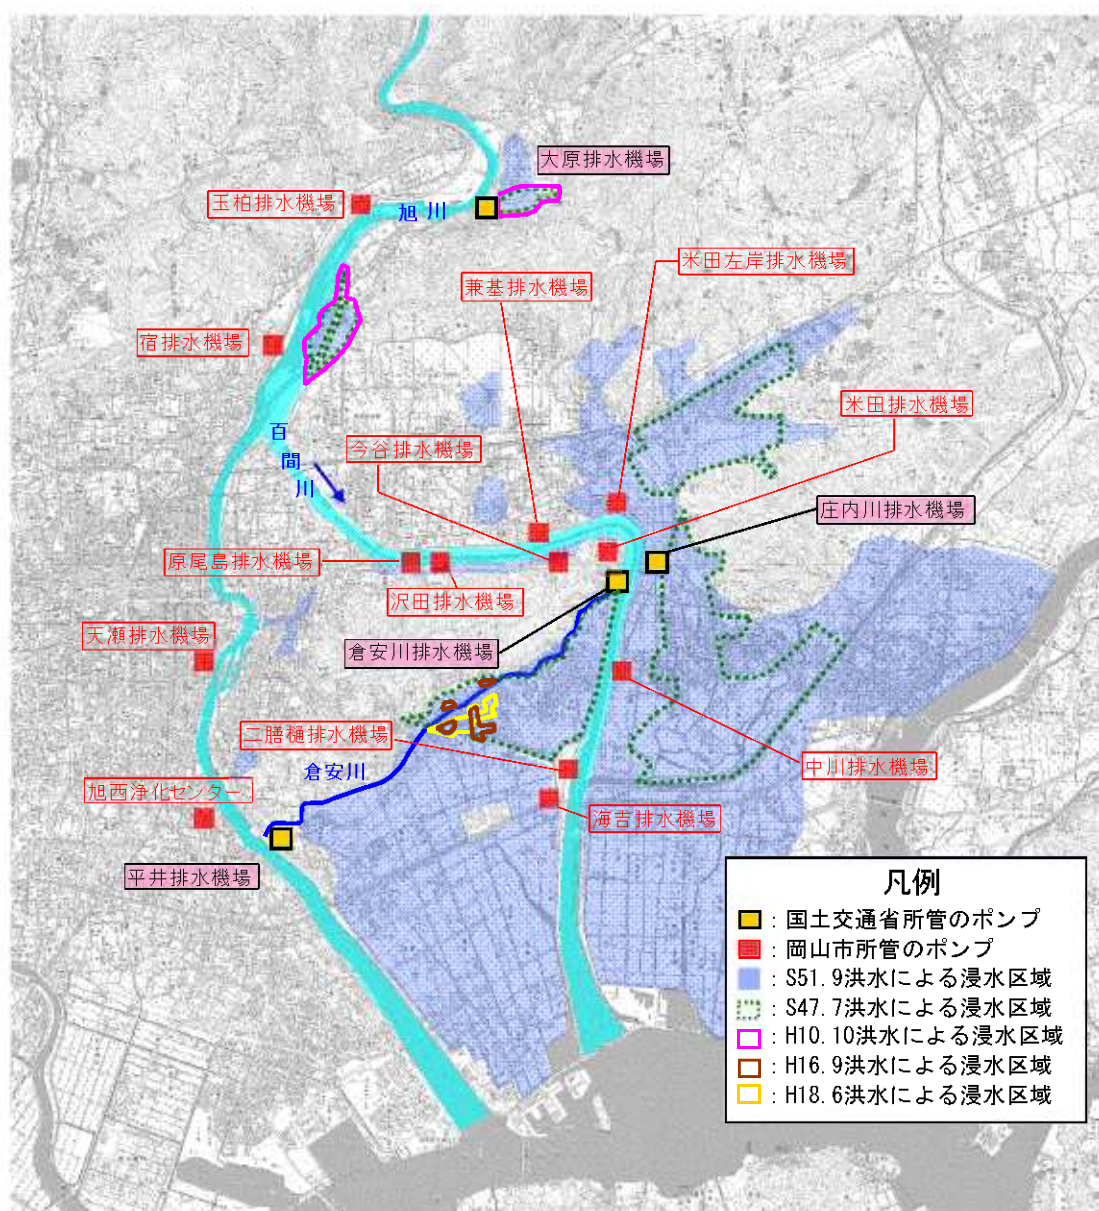 大原排水機場
玉柏排水機場
旭川
米田左岸排水機場
兼基排水機場
宿排水機場
米田排水機場
百間川
今谷排水機場
庄内川排水機場
原尾島排水機場
沢田排水機場
天瀬排水機場
倉安川排水機場
二膳樋排水機場
中川排水機場
倉安川
旭西浄化センター
海吉排水機場
平井排水機場
凡例
：国土交通省所管のポンプ
：岡山市所管のポンプ
：S51.9洪水による浸水区域
：S47.7洪水による浸水区域
：H10.10洪水による浸水区域
：H16.9洪水による浸水区域
：H18.6洪水による浸水区域